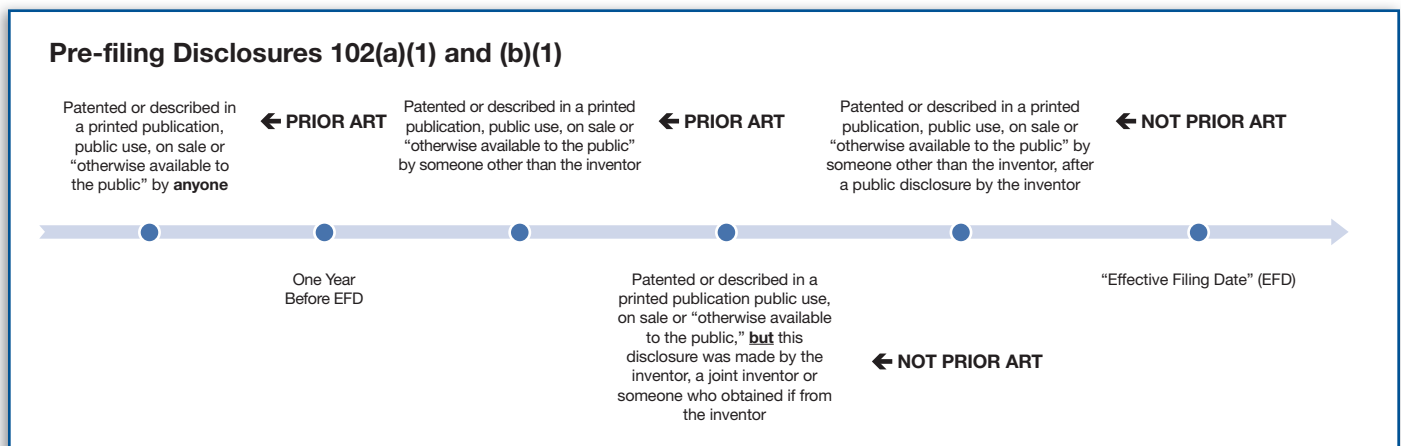 Pre-filing Disclosures 102(a)(1) and (b)(1)
Patented or described in
a printed publication,
public use, on sale or
“otherwise available to
the public” by anyone
← PRIOR ART
Patented or described in a printed
publication, public use, on sale or
“otherwise available to the public”
by someone other than the inventor
← PRIOR ART
Patented or described in a printed
publication, public use, on sale or
“otherwise available to the public” by
someone other than the inventor, after
a public disclosure by the inventor
← NOT PRIOR ART
One Year
Before EFD
Patented or described in a
printed publication public use,
on sale or “otherwise available
to the public,” but this
disclosure was made by the
inventor, a joint inventor or
someone who obtained if from
the inventor
← NOT PRIOR ART
“Effective Filing Date” (EFD)